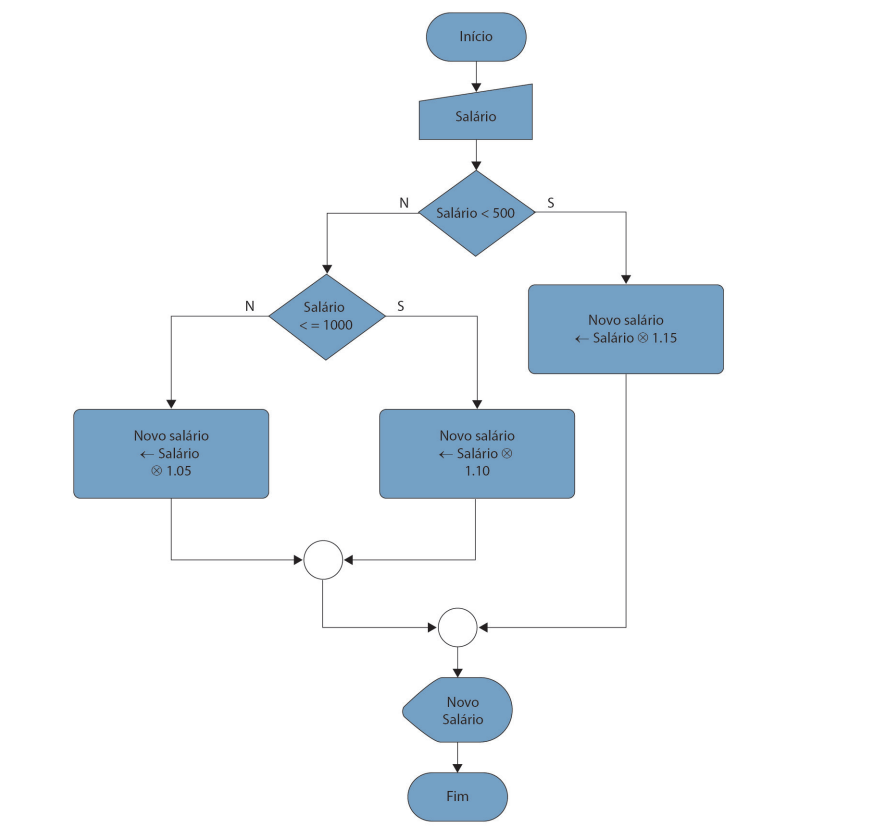 Início
Salário
Salário < 500
N
S
Salário
< = 1000
N
S
Novo salário
← Salário ⊗ 1.15
Novo salário
← Salário
⊗ 1.05
Novo salário
← Salário ⊗
1.10
Novo
Salário
Fim